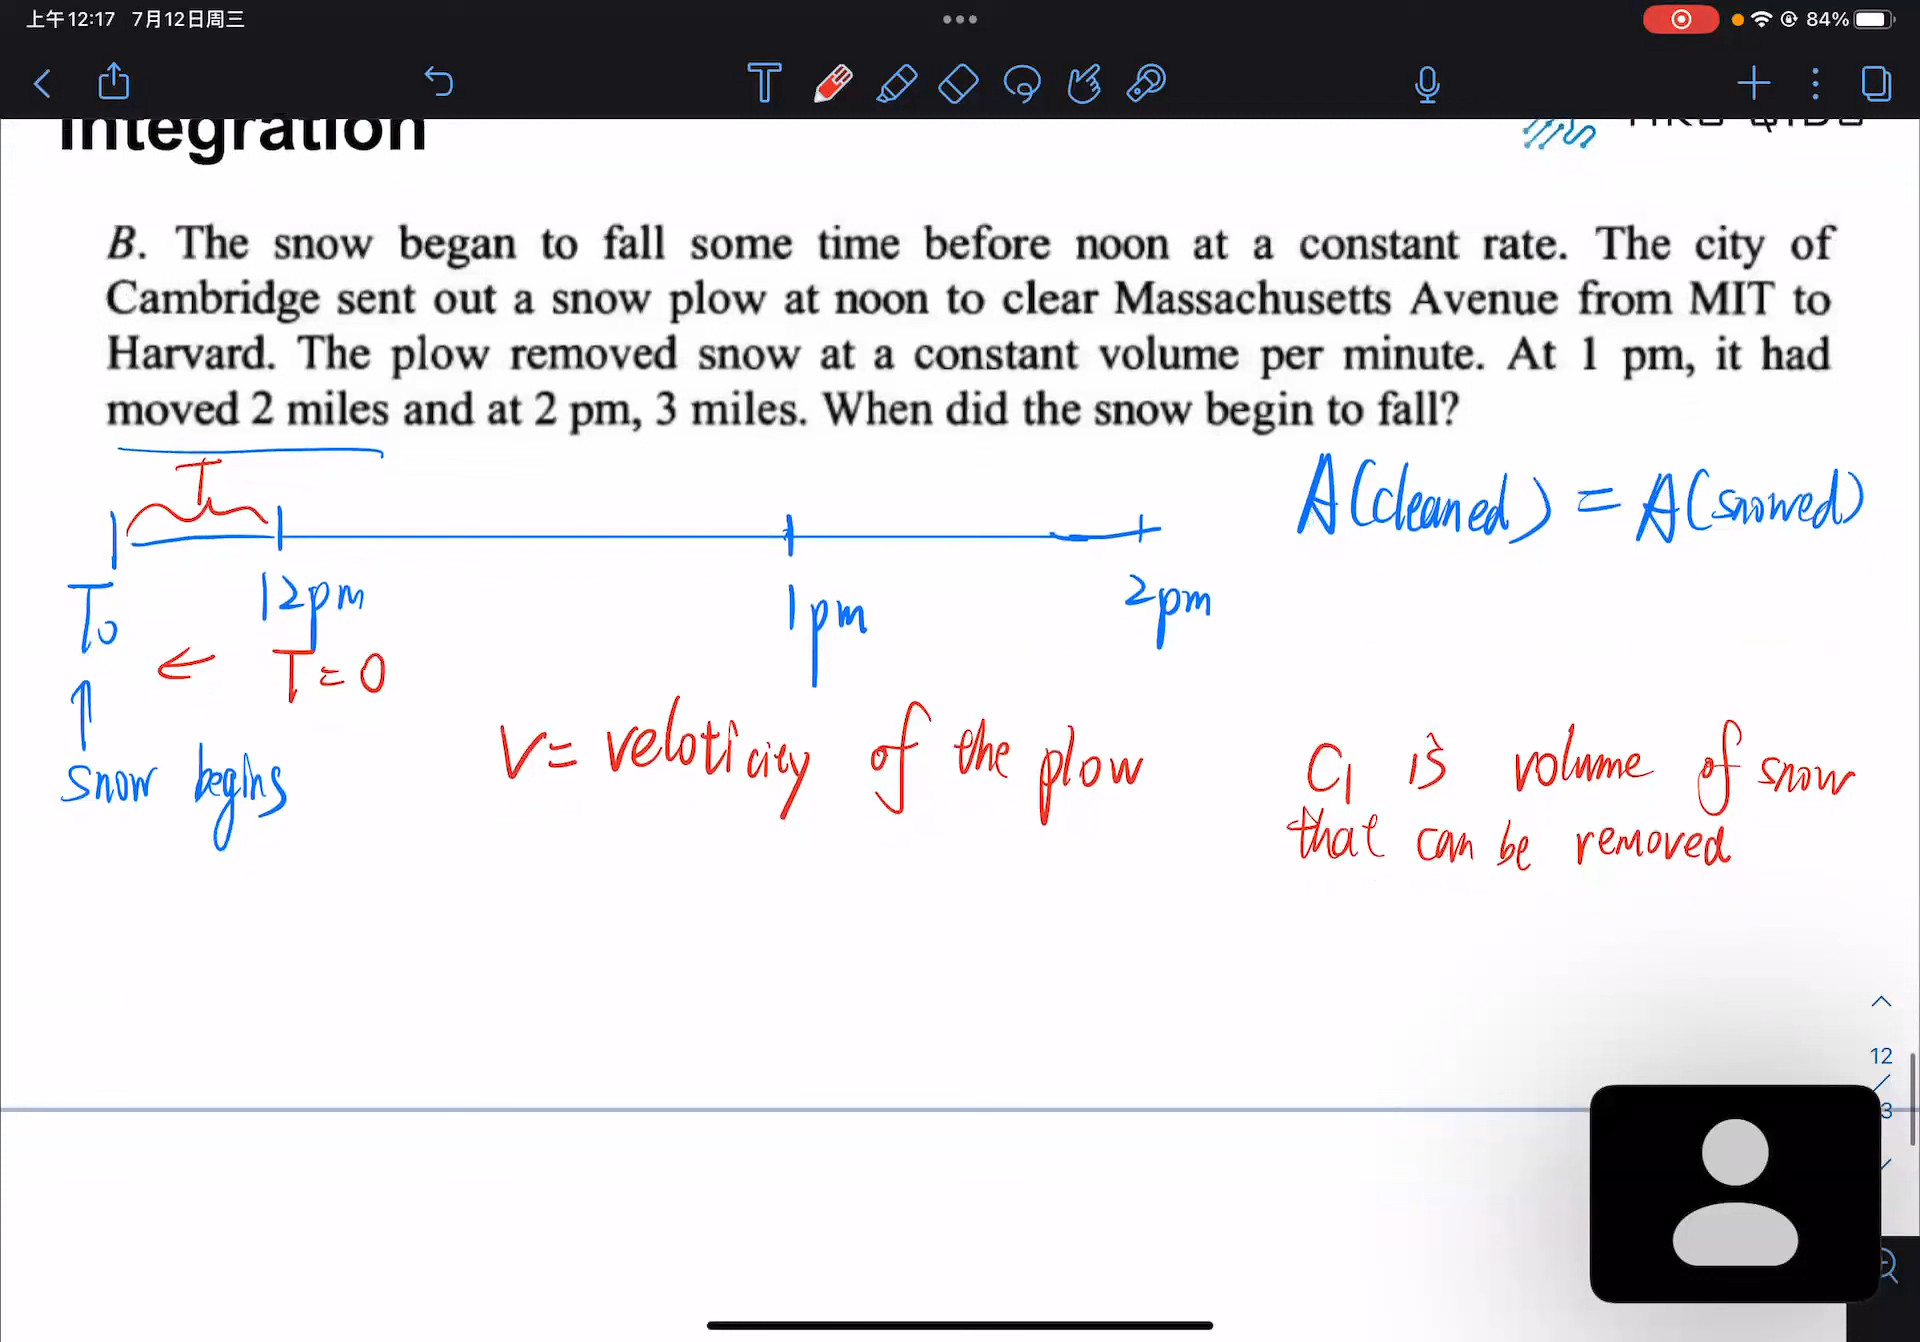 上午12:17 7月12日周三
84%
Integration
B. The snow began to fall some time before noon at a constant rate. The city of
Cambridge sent out a snow plow at noon to clear Massachusetts Avenue from MIT to
Harvard. The plow removed snow at a constant volume per minute. At 1 pm, it had
moved 2 miles and at 2 pm, 3 miles. When did the snow begin to fall?
T
A(cleaned) = A(snowed)
T0 12pm 1pm 2pm
← T=0
↑
snow begins
V= veloticity of the plow
C1 is volume of snow
that can be removed
12
3